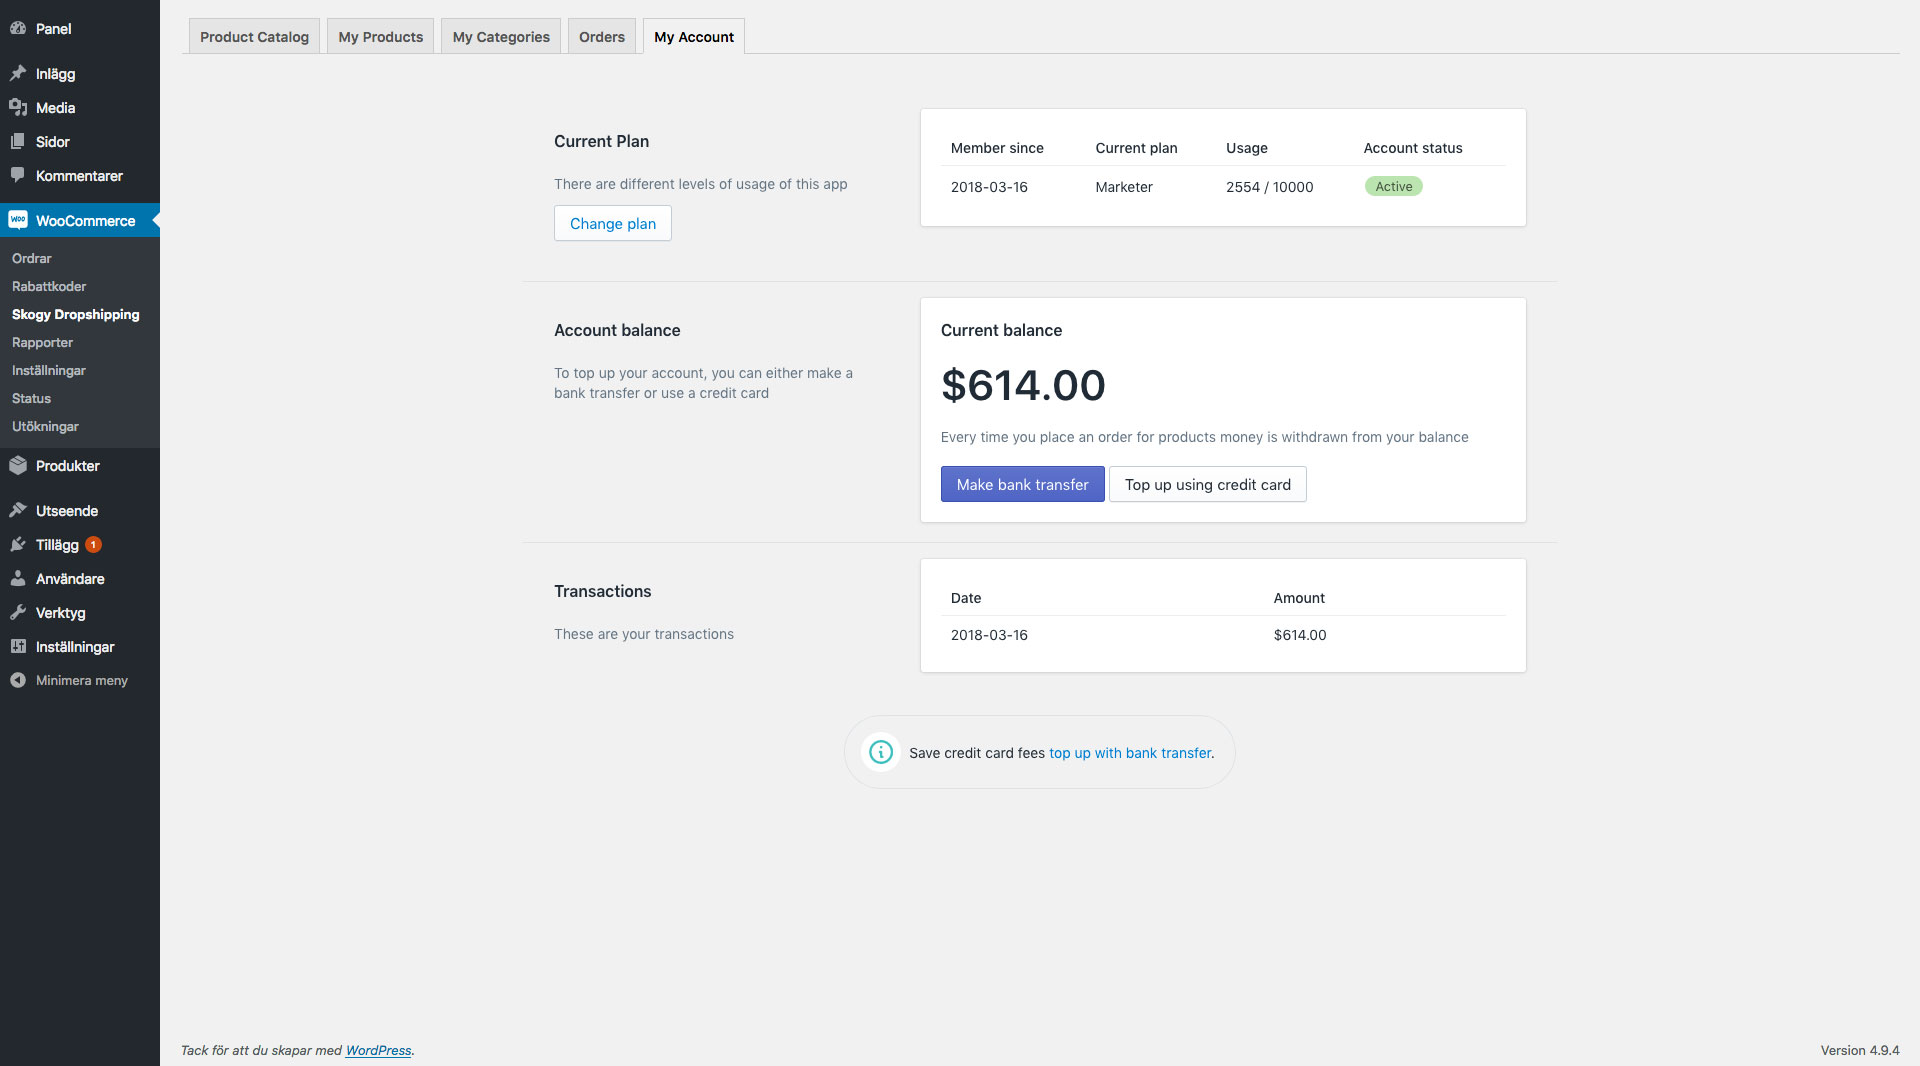 Panel
Inlägg
Media
Sidor
Kommentarer
Woo WooCommerce
Ordrar
Rabattkoder
Skogy Dropshipping
Rapporter
Inställningar
Status
Utökningar
Produkter
Utseende
Tillägg 1
Användare
Verktyg
Inställningar
Minimera meny
Product Catalog My Products My Categories Orders My Account
Current Plan
There are different levels of usage of this app
Change plan
Member since Current plan Usage Account status
2018-03-16 Marketer 2554 / 10000 Active
Account balance
To top up your account, you can either make a
bank transfer or use a credit card
Current balance
$614.00
Every time you place an order for products money is withdrawn from your balance
Make bank transfer Top up using credit card
Transactions
These are your transactions
Date Amount
2018-03-16 $614.00
Save credit card fees top up with bank transfer.
Tack för att du skapar med WordPress.
Version 4.9.4